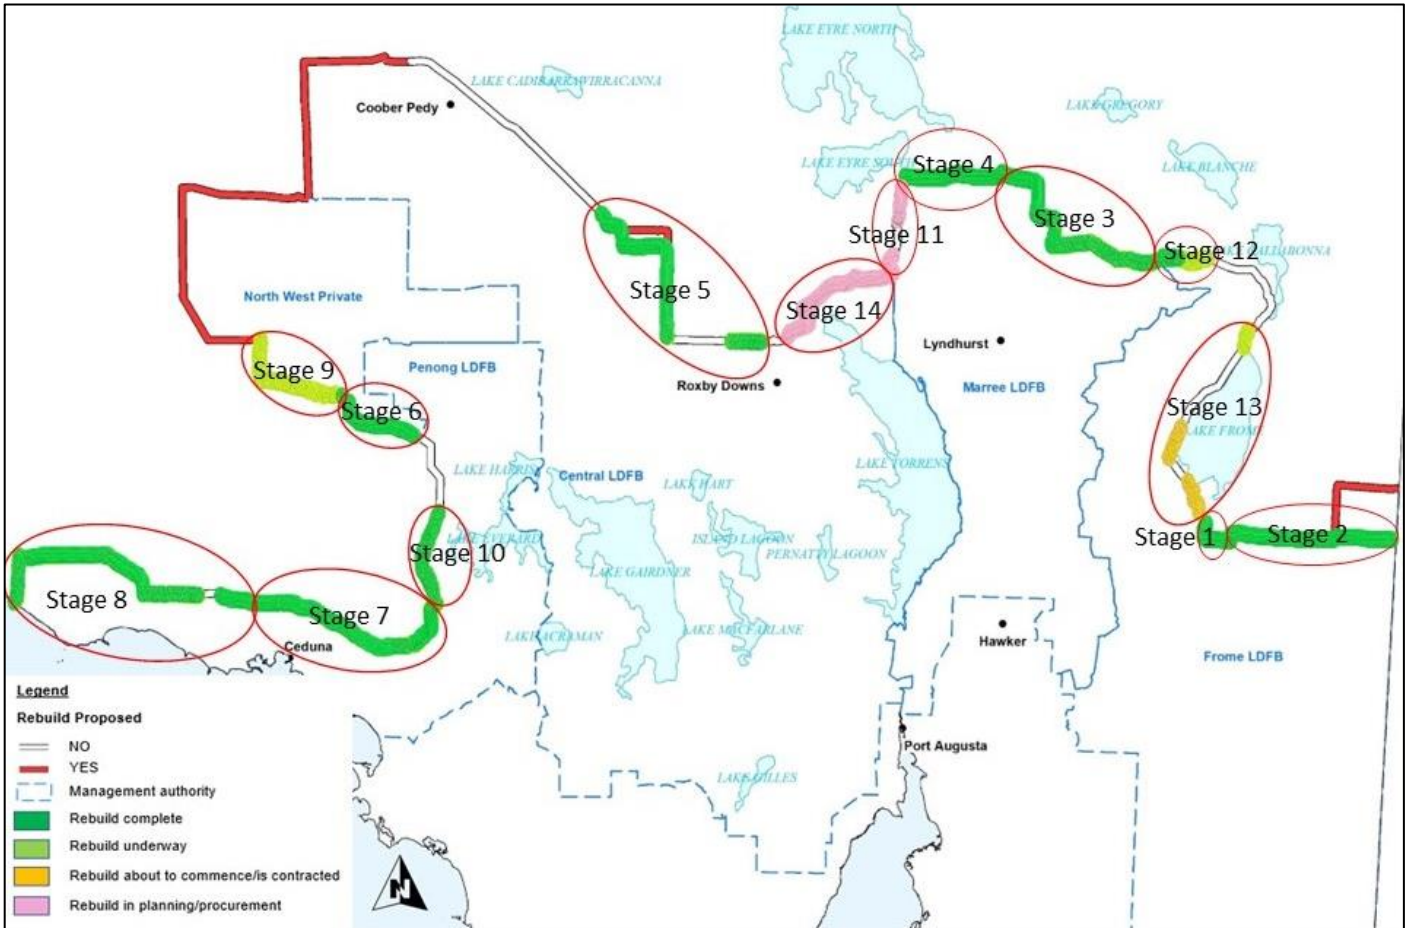 LAKE EYRE NORTH
LAKE CADIBARRAWIRRACANNA
Coober Pedy
LAKE GREGORY
LAKE EYRE SOUTH
Stage 4
LAKE BLANCHE
Stage 3
Stage 11
Stage 12
Stage 5
North West Private
Stage 14
Lyndhurst
Stage 9
Penong LDFB
Roxby Downs
Marree LDFB
Stage 6
Stage 13
LAKE FROM
LAKE HARRIS
Central LDFB
LAKE HART
LAKE TORRENS
Stage 10
LAKE EVERARD
ISLAND LAGOON
PERNATTY LAGOON
Stage 1
Stage 2
LAKE GAIRDNER
Stage 8
Stage 7
LAKE ACRAMAN
LAKE MACFARLANE
Ceduna
Hawker
Frome LDFB
Port Augusta
LAKE GILLES
Legend
Rebuild Proposed
NO
YES
Management authority
Rebuild complete
Rebuild underway
Rebuild about to commence/is contracted
Rebuild in planning/procurement
N